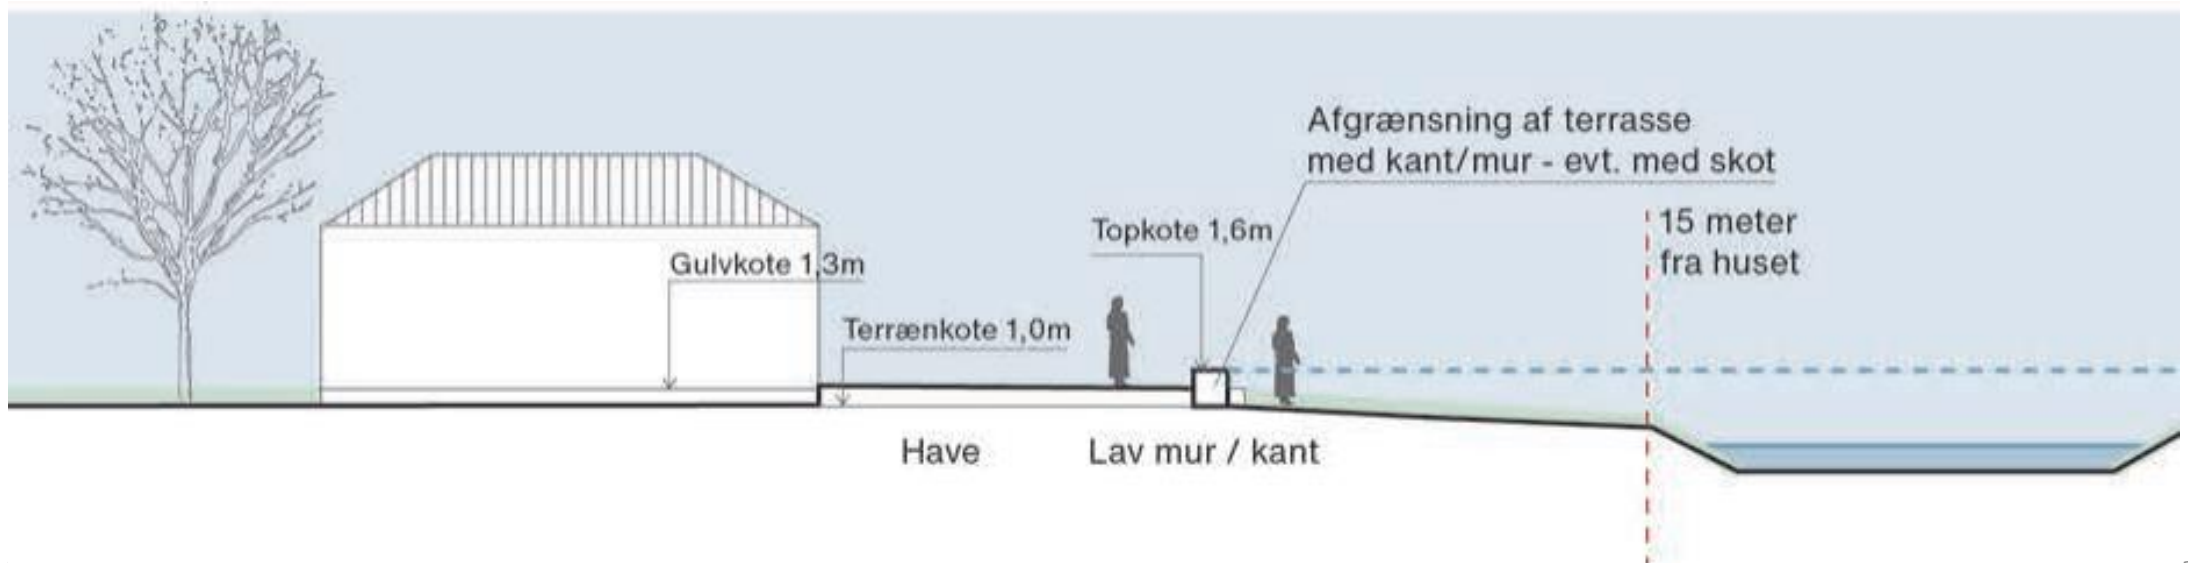 Afgrænsning af terrasse
med kant/mur - evt. med skot
15 meter
fra huset
Topkote 1,6m
Gulvkote 1,3m
Terrænkote 1,0m
Have
Lav mur / kant